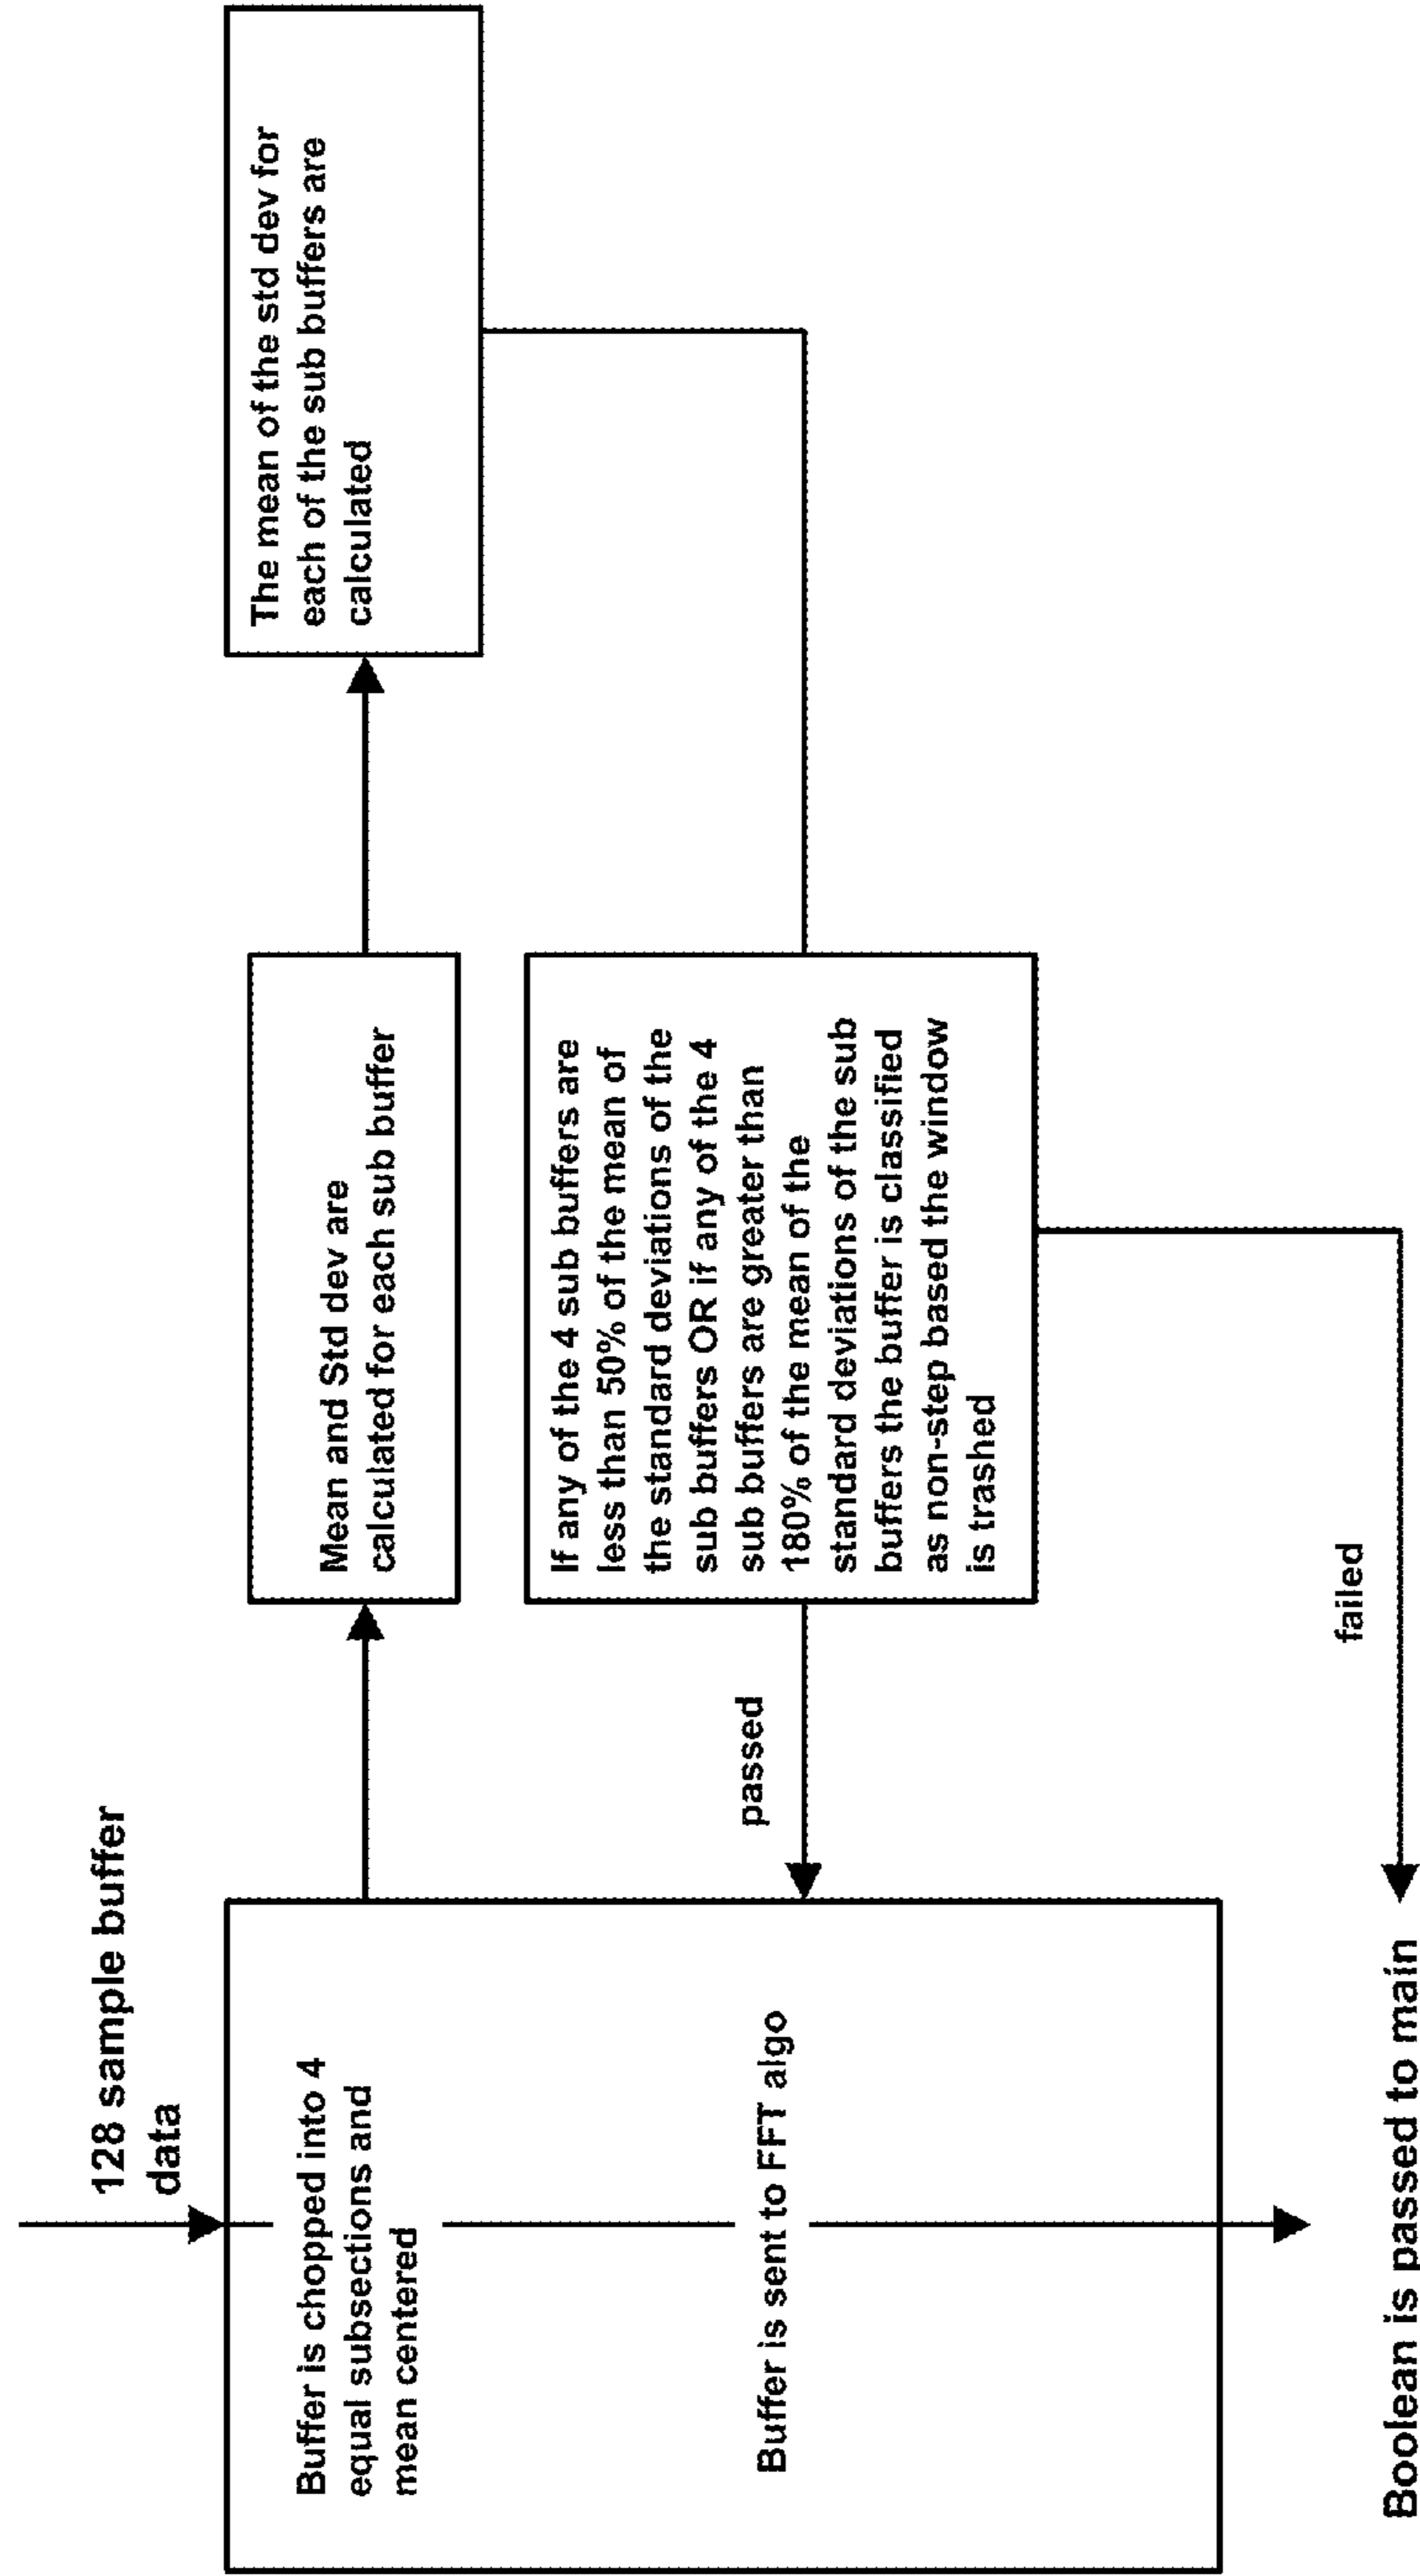 128 sample buffer
data
Buffer is chopped into 4
equal subsections and
mean centered
Mean and Std dev are
calculated for each sub buffer
The mean of the std dev for
each of the sub buffers are
calculated
If any of the 4 sub buffers are
less than 50% of the mean of
the standard deviations of the
sub buffers OR if any of the 4
sub buffers are greater than
180% of the mean of the
standard deviations of the sub
buffers the buffer is classified
as non-step based the window
is trashed
passed
Buffer is sent to FFT algo
failed
Boolean is passed to main